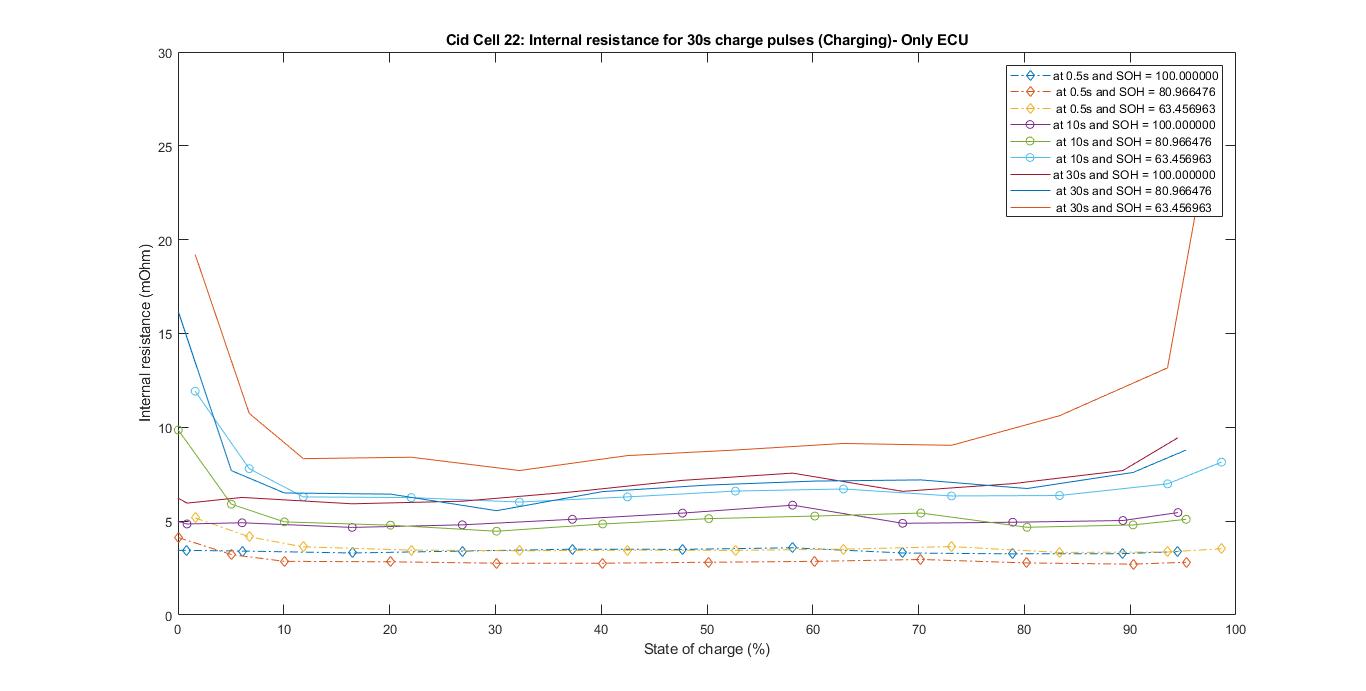 Cid Cell 22: Internal resistance for 30s charge pulses (Charging)- Only ECU
30
25
20
15
10
5
0
Internal resistance (mOhm)
at 0.5s and SOH = 100.000000
at 0.5s and SOH = 80.966476
at 0.5s and SOH = 63.456963
at 10s and SOH = 100.000000
at 10s and SOH = 80.966476
at 10s and SOH = 63.456963
at 30s and SOH = 100.000000
at 30s and SOH = 80.966476
at 30s and SOH = 63.456963
0 10 20 30 40 50 60 70 80 90 100
State of charge (%)